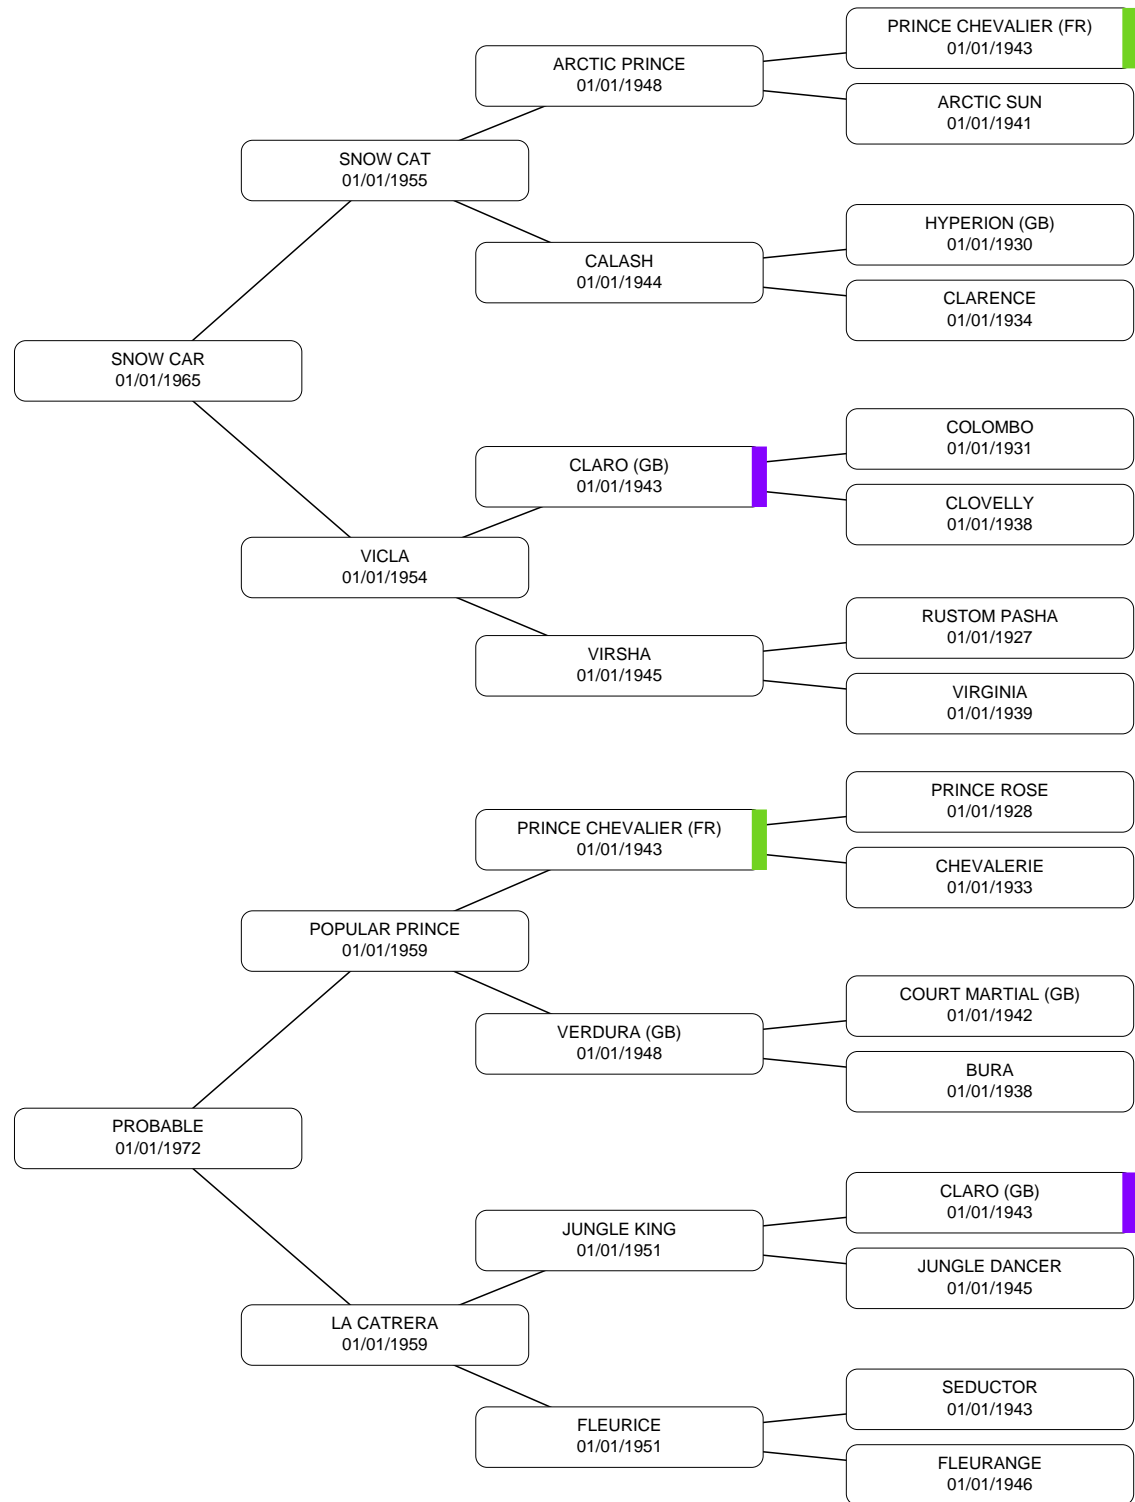 PRINCE CHEVALIER (FR)
01/01/1943
ARCTIC PRINCE
01/01/1948
ARCTIC SUN
01/01/1941
SNOW CAT
01/01/1955
HYPERION (GB)
01/01/1930
CALASH
01/01/1944
CLARENCE
01/01/1934
SNOW CAR
01/01/1965
COLOMBO
01/01/1931
CLARO (GB)
01/01/1943
CLOVELLY
01/01/1938
VICLA
01/01/1954
RUSTOM PASHA
01/01/1927
VIRSHA
01/01/1945
VIRGINIA
01/01/1939
PRINCE ROSE
01/01/1928
PRINCE CHEVALIER (FR)
01/01/1943
CHEVALERIE
01/01/1933
POPULAR PRINCE
01/01/1959
COURT MARTIAL (GB)
01/01/1942
VERDURA (GB)
01/01/1948
BURA
01/01/1938
PROBABLE
01/01/1972
CLARO (GB)
01/01/1943
JUNGLE KING
01/01/1951
JUNGLE DANCER
01/01/1945
LA CATRERA
01/01/1959
SEDUCTOR
01/01/1943
FLEURICE
01/01/1951
FLEURANGE
01/01/1946